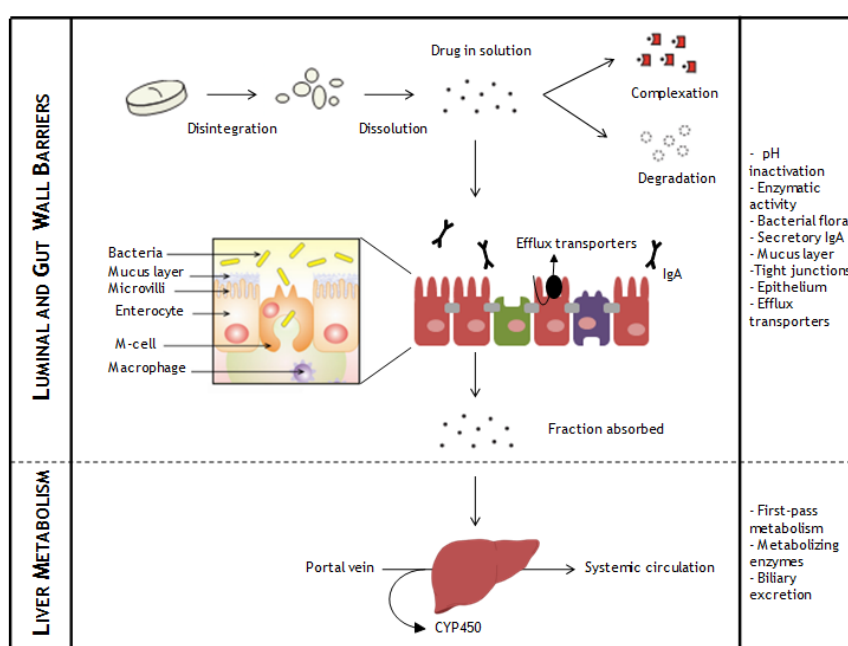 LUMINAL AND GUT WALL BARRIERS
Drug in solution
Disintegration
Dissolution
Complexation
Degradation
Bacteria
Mucus layer
Microvilli
Enterocyte
M-cell
Macrophage
Efflux transporters
IgA
Fraction absorbed
- pH
inactivation
- Enzymatic
activity
- Bacterial flora
- Secretory IgA
- Mucus layer
-Tight junctions
- Epithelium
- Efflux
transporters
LIVER METABOLISM
Portal vein
Systemic circulation
CYP450
- First-pass
metabolism
- Metabolizing
enzymes
- Biliary
excretion